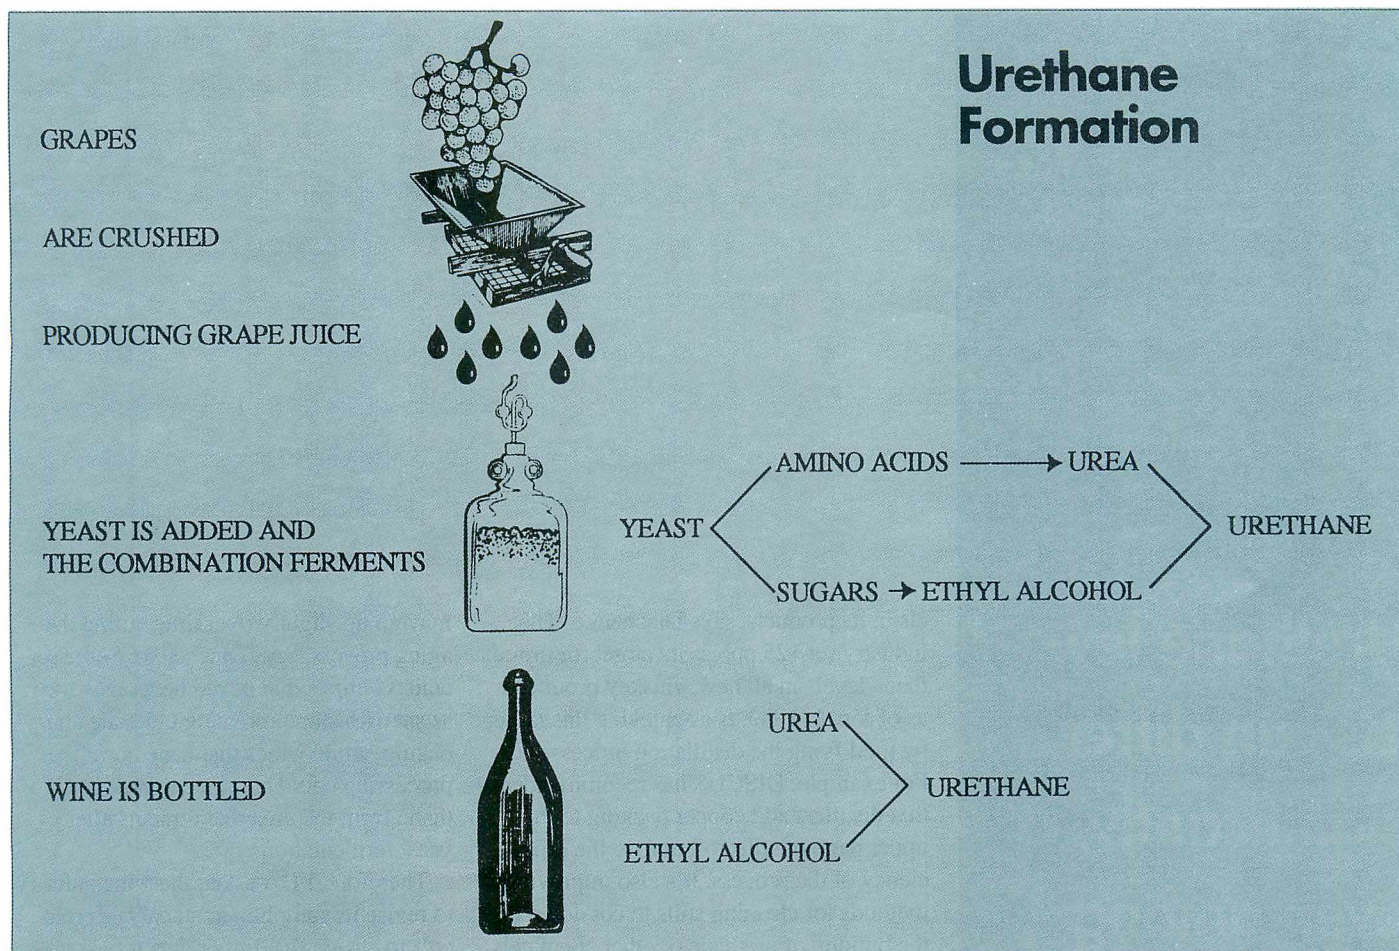 Urethane
Formation
GRAPES
ARE CRUSHED
PRODUCING GRAPE JUICE
YEAST IS ADDED AND
THE COMBINATION FERMENTS
YEAST
AMINO ACIDS
UREA
SUGARS
ETHYL ALCOHOL
URETHANE
WINE IS BOTTLED
UREA
ETHYL ALCOHOL
URETHANE